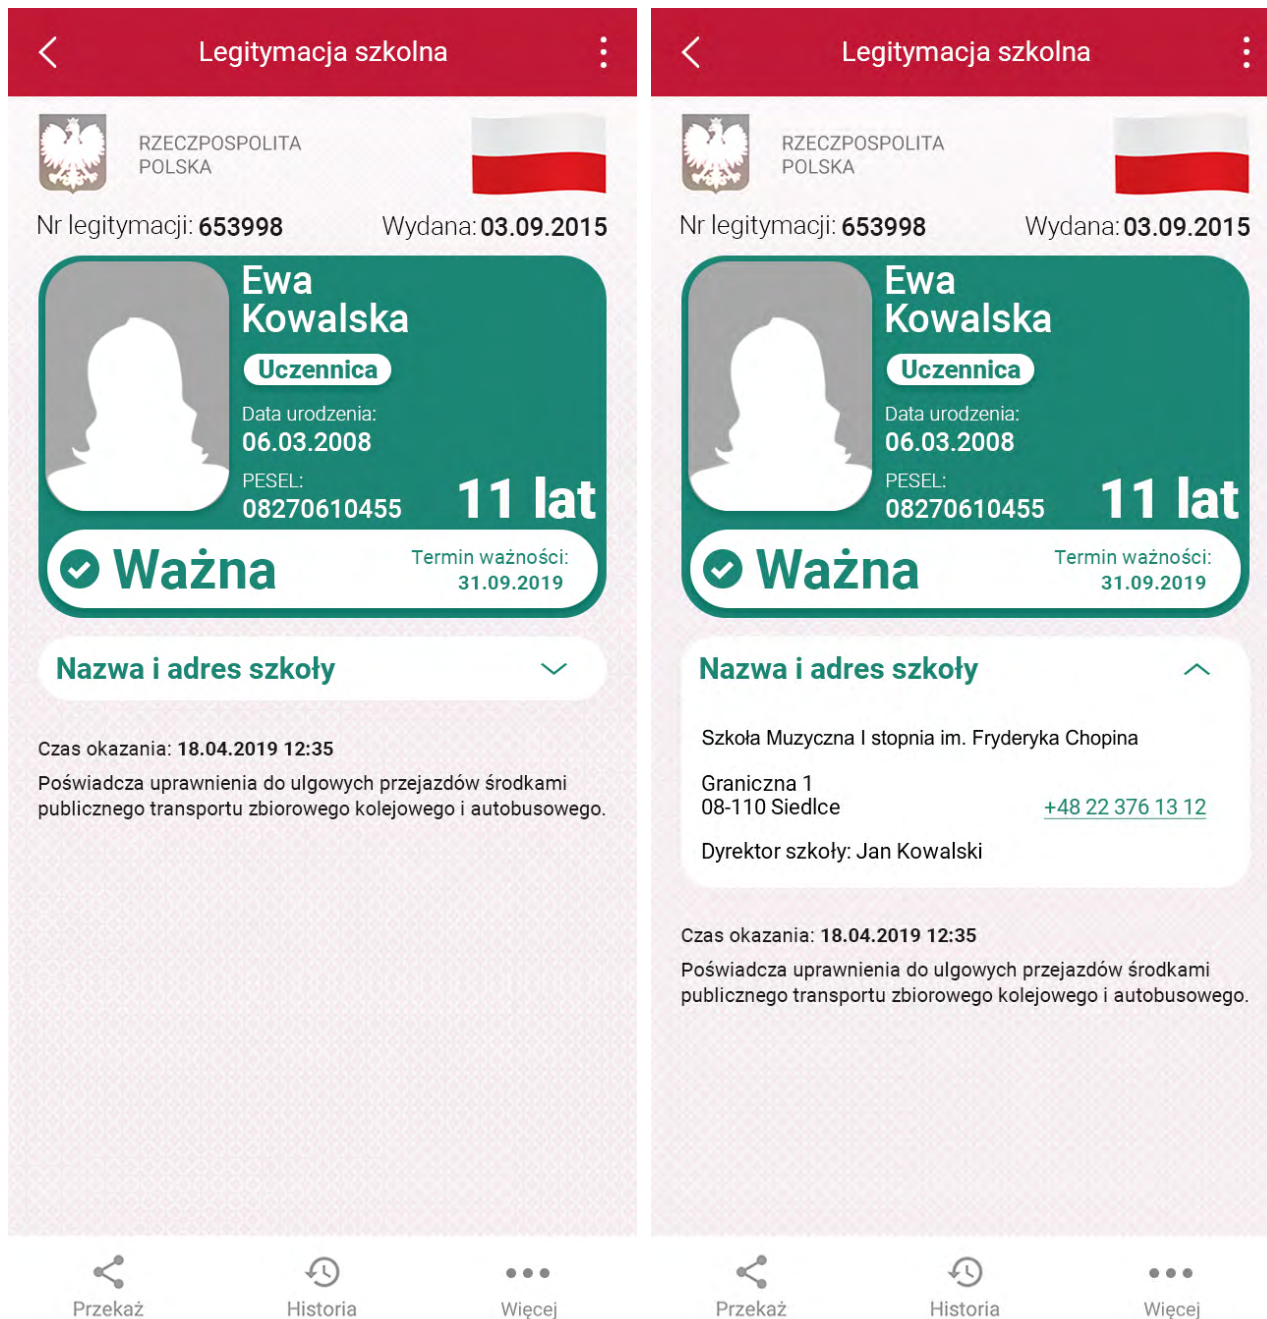 Legitymacja szkolna
RZECZPOSPOLITA
POLSKA
Nr legitymacji: 653998 Wydana: 03.09.2015
Ewa
Kowalska
Uczennica
Data urodzenia:
06.03.2008
PESEL:
08270610455
11 lat
Ważna
Termin ważności:
31.09.2019
Nazwa i adres szkoły
Czas okazania: 18.04.2019 12:35
Poświadcza uprawnienia do ulgowych przejazdów środkami
publicznego transportu zbiorowego kolejowego i autobusowego.
Przekaż Historia Więcej
Legitymacja szkolna
RZECZPOSPOLITA
POLSKA
Nr legitymacji: 653998 Wydana: 03.09.2015
Ewa
Kowalska
Uczennica
Data urodzenia:
06.03.2008
PESEL:
08270610455
11 lat
Ważna
Termin ważności:
31.09.2019
Nazwa i adres szkoły
Szkoła Muzyczna I stopnia im. Fryderyka Chopina
Graniczna 1
08-110 Siedlce +48 22 376 13 12
Dyrektor szkoły: Jan Kowalski
Czas okazania: 18.04.2019 12:35
Poświadcza uprawnienia do ulgowych przejazdów środkami
publicznego transportu zbiorowego kolejowego i autobusowego.
Przekaż Historia Więcej